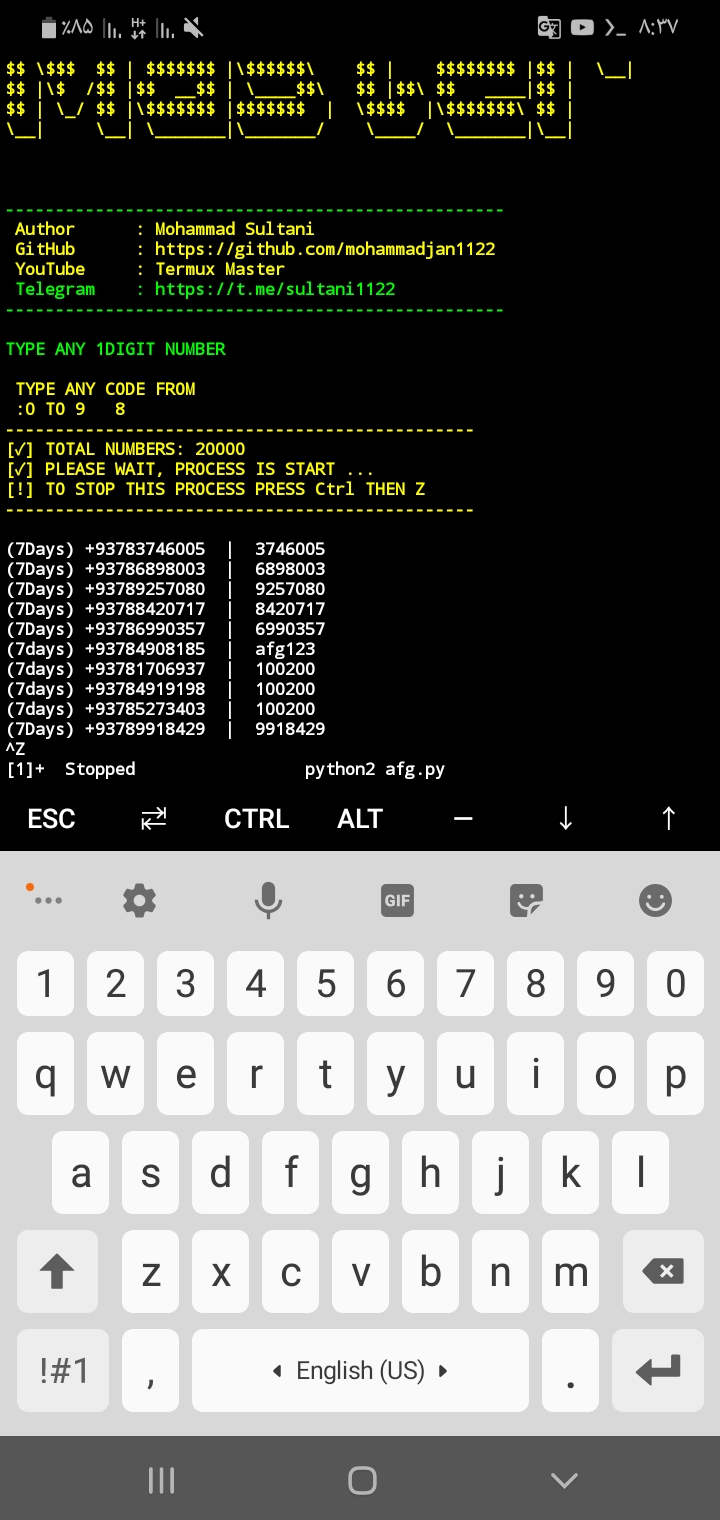 ٪۸۵ H+ ۸:۳۷
$$ \$$$  $$ | $$$$$$$ |\$$$$$$\    $$ |    $$$$$$$$ |$$ |  \__|
$$ |\$  /$$ |$$  __$$ | \____$$\   $$ |$$\ $$   ____|$$ |
$$ | \_/ $$ |\$$$$$$$ |$$$$$$$  |  \$$$$  |\$$$$$$$\ $$ |
\__|     \__| \_______|\_______/    \____/  \_______|\__|
--------------------------------------------------
Author      : Mohammad Sultani
GitHub      : https://github.com/mohammadjan1122
YouTube     : Termux Master
Telegram    : https://t.me/sultani1122
--------------------------------------------------
TYPE ANY 1DIGIT NUMBER
TYPE ANY CODE FROM
:0 TO 9   8
-----------------------------------------------
[✓] TOTAL NUMBERS: 20000
[✓] PLEASE WAIT, PROCESS IS START ...
[!] TO STOP THIS PROCESS PRESS Ctrl THEN Z
-----------------------------------------------
(7Days) +93783746005  |  3746005
(7Days) +93786898003  |  6898003
(7Days) +93789257080  |  9257080
(7Days) +93788420717  |  8420717
(7Days) +93786990357  |  6990357
(7days) +93784908185  |  afg123
(7days) +93781706937  |  100200
(7days) +93784919198  |  100200
(7days) +93785273403  |  100200
(7Days) +93789918429  |  9918429
^Z
[1]+  Stopped                 python2 afg.py
ESC ⇄ CTRL ALT — ↓ ↑
GIF
1 2 3 4 5 6 7 8 9 0
q w e r t y u i o p
a s d f g h j k l
z x c v b n m
!#1 , English (US) .